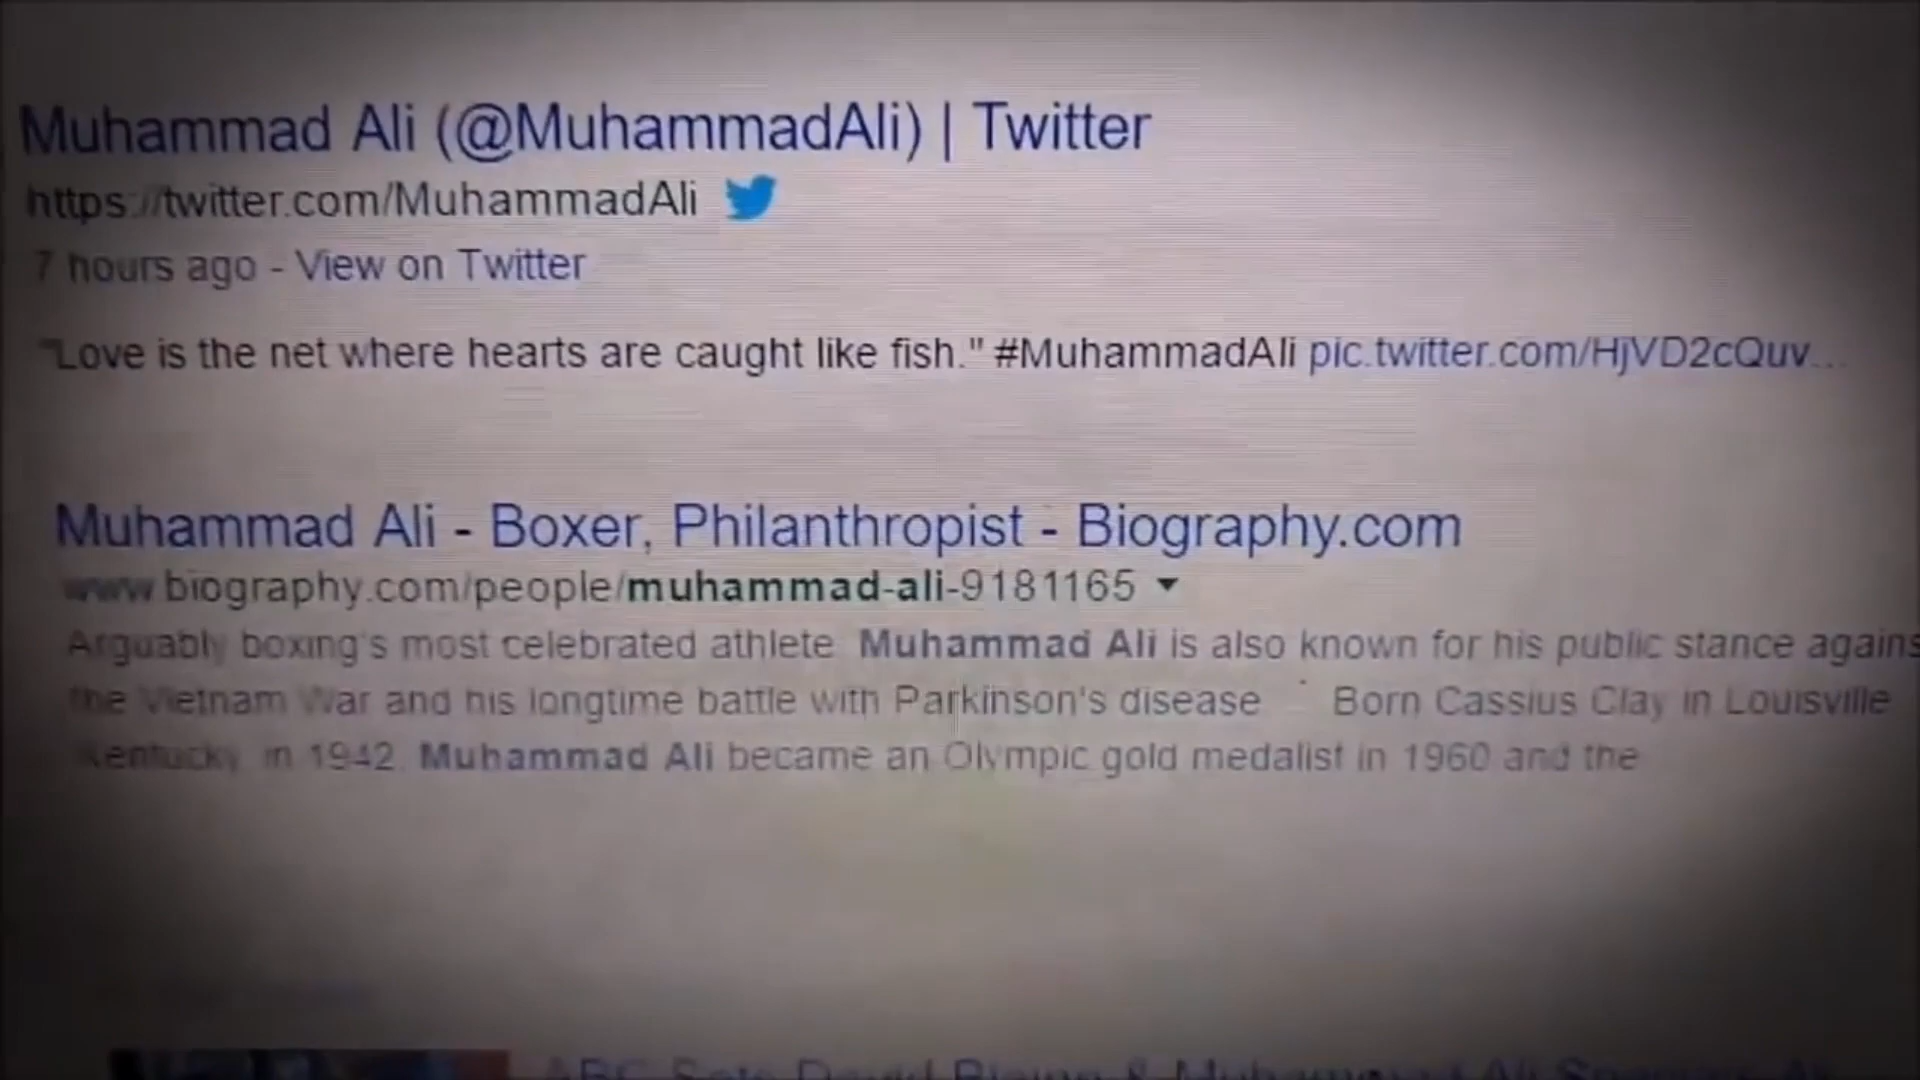 Muhammad Ali (@MuhammadAli) | Twitter
https://twitter.com/MuhammadAli
7 hours ago - View on Twitter
"Love is the net where hearts are caught like fish." #MuhammadAli pic.twitter.com/HjVD2cQuv...
Muhammad Ali - Boxer, Philanthropist - Biography.com
www.biography.com/people/muhammad-ali-9181165
Arguably boxing's most celebrated athlete Muhammad Ali is also known for his public stance agains
the Vietnam War and his longtime battle with Parkinson's disease Born Cassius Clay in Louisville
Kentucky in 1942. Muhammad Ali became an Olympic gold medalist in 1960 and the